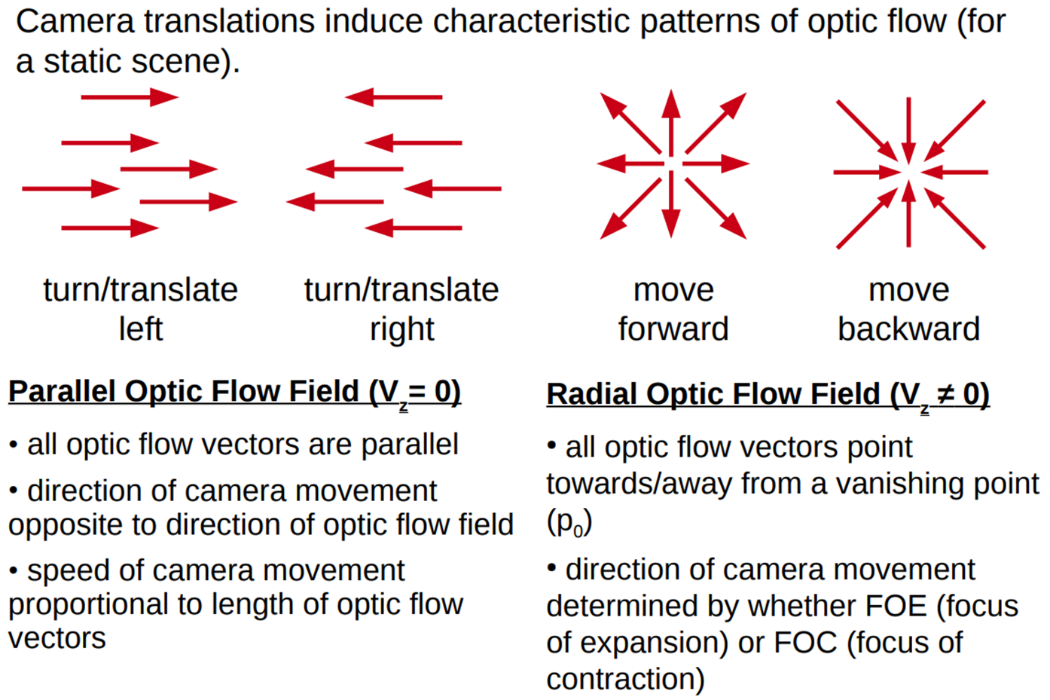 Camera translations induce characteristic patterns of optic flow (for
a static scene).
turn/translate
left
turn/translate
right
move
forward
move
backward
Parallel Optic Flow Field (Vz= 0)
• all optic flow vectors are parallel
• direction of camera movement
opposite to direction of optic flow field
• speed of camera movement
proportional to length of optic flow
vectors
Radial Optic Flow Field (Vz ≠ 0)
• all optic flow vectors point
towards/away from a vanishing point
(p0)
• direction of camera movement
determined by whether FOE (focus
of expansion) or FOC (focus of
contraction)